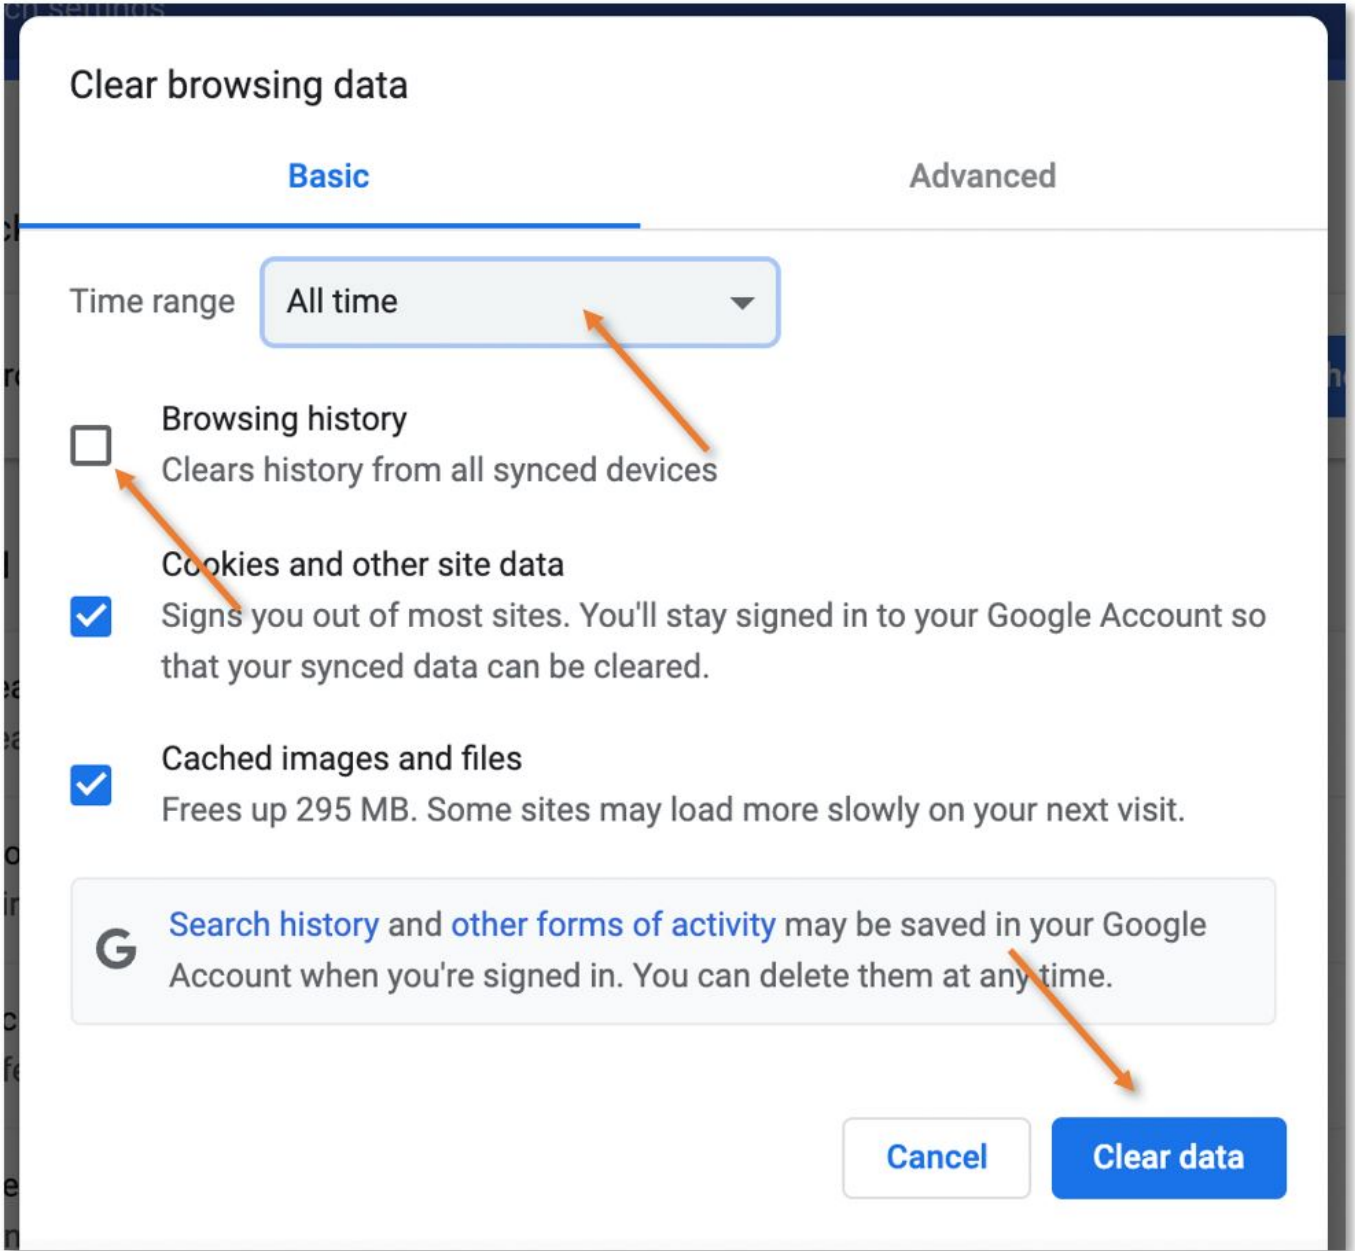 ch settings
Clear browsing data
Basic
Advanced
Time range
All time
Browsing history
Clears history from all synced devices
Cookies and other site data
Signs you out of most sites. You'll stay signed in to your Google Account so
that your synced data can be cleared.
Cached images and files
Frees up 295 MB. Some sites may load more slowly on your next visit.
G
Search history and other forms of activity may be saved in your Google
Account when you're signed in. You can delete them at any time.
Cancel
Clear data